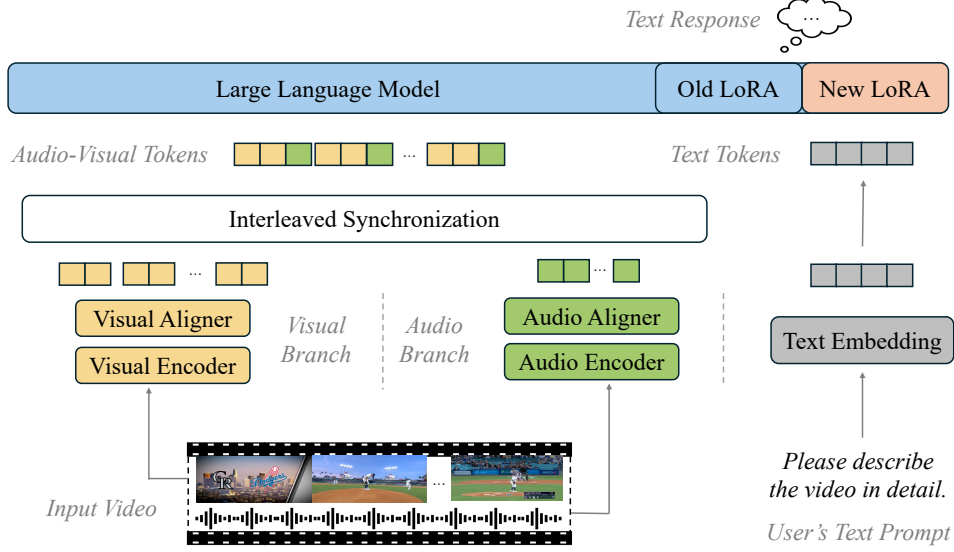 Text Response
...
Large Language Model
Old LoRA
New LoRA
Audio-Visual Tokens
...
Text Tokens
Interleaved Synchronization
...
...
Visual Aligner
Visual Encoder
Visual
Branch
Audio
Branch
Audio Aligner
Audio Encoder
Text Embedding
CR
Dodgers
...
Input Video
Please describe
the video in detail.
User's Text Prompt